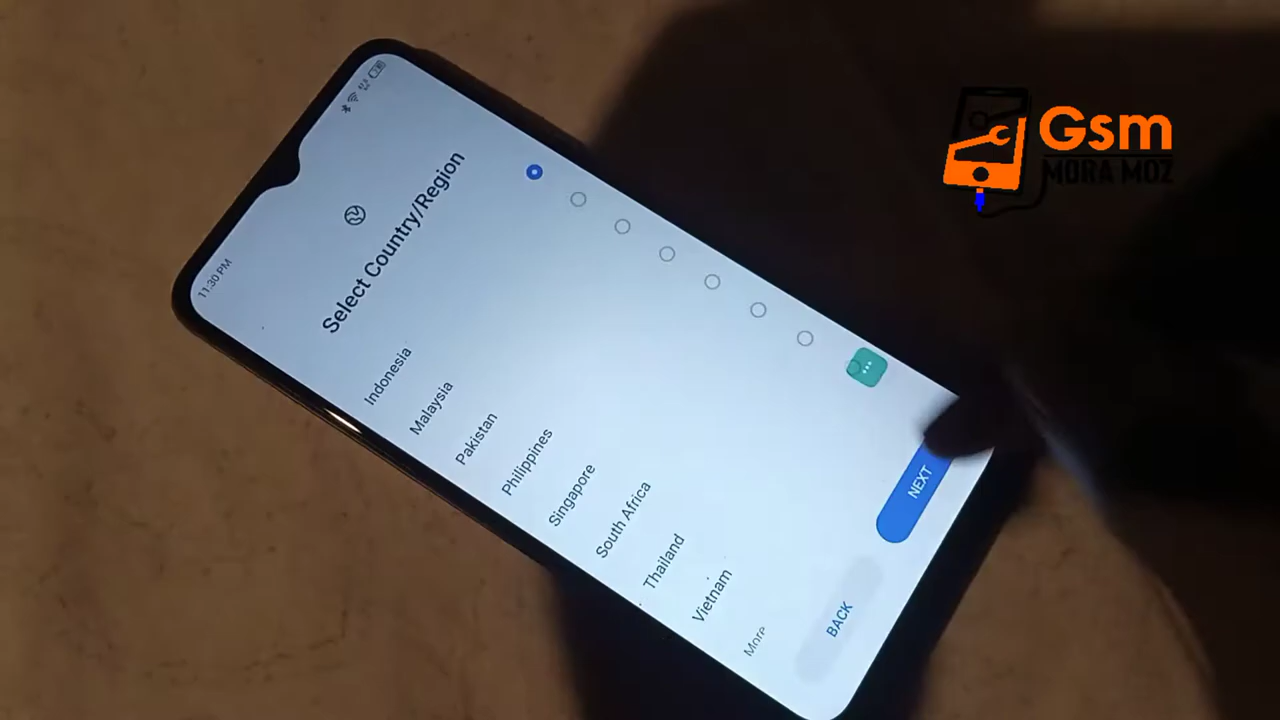 11:30 PM
Select Country/Region
Indonesia
Malaysia
Pakistan
Philippines
Singapore
South Africa
Thailand
Vietnam
More
BACK
NEXT
Gsm
MORA MOZ